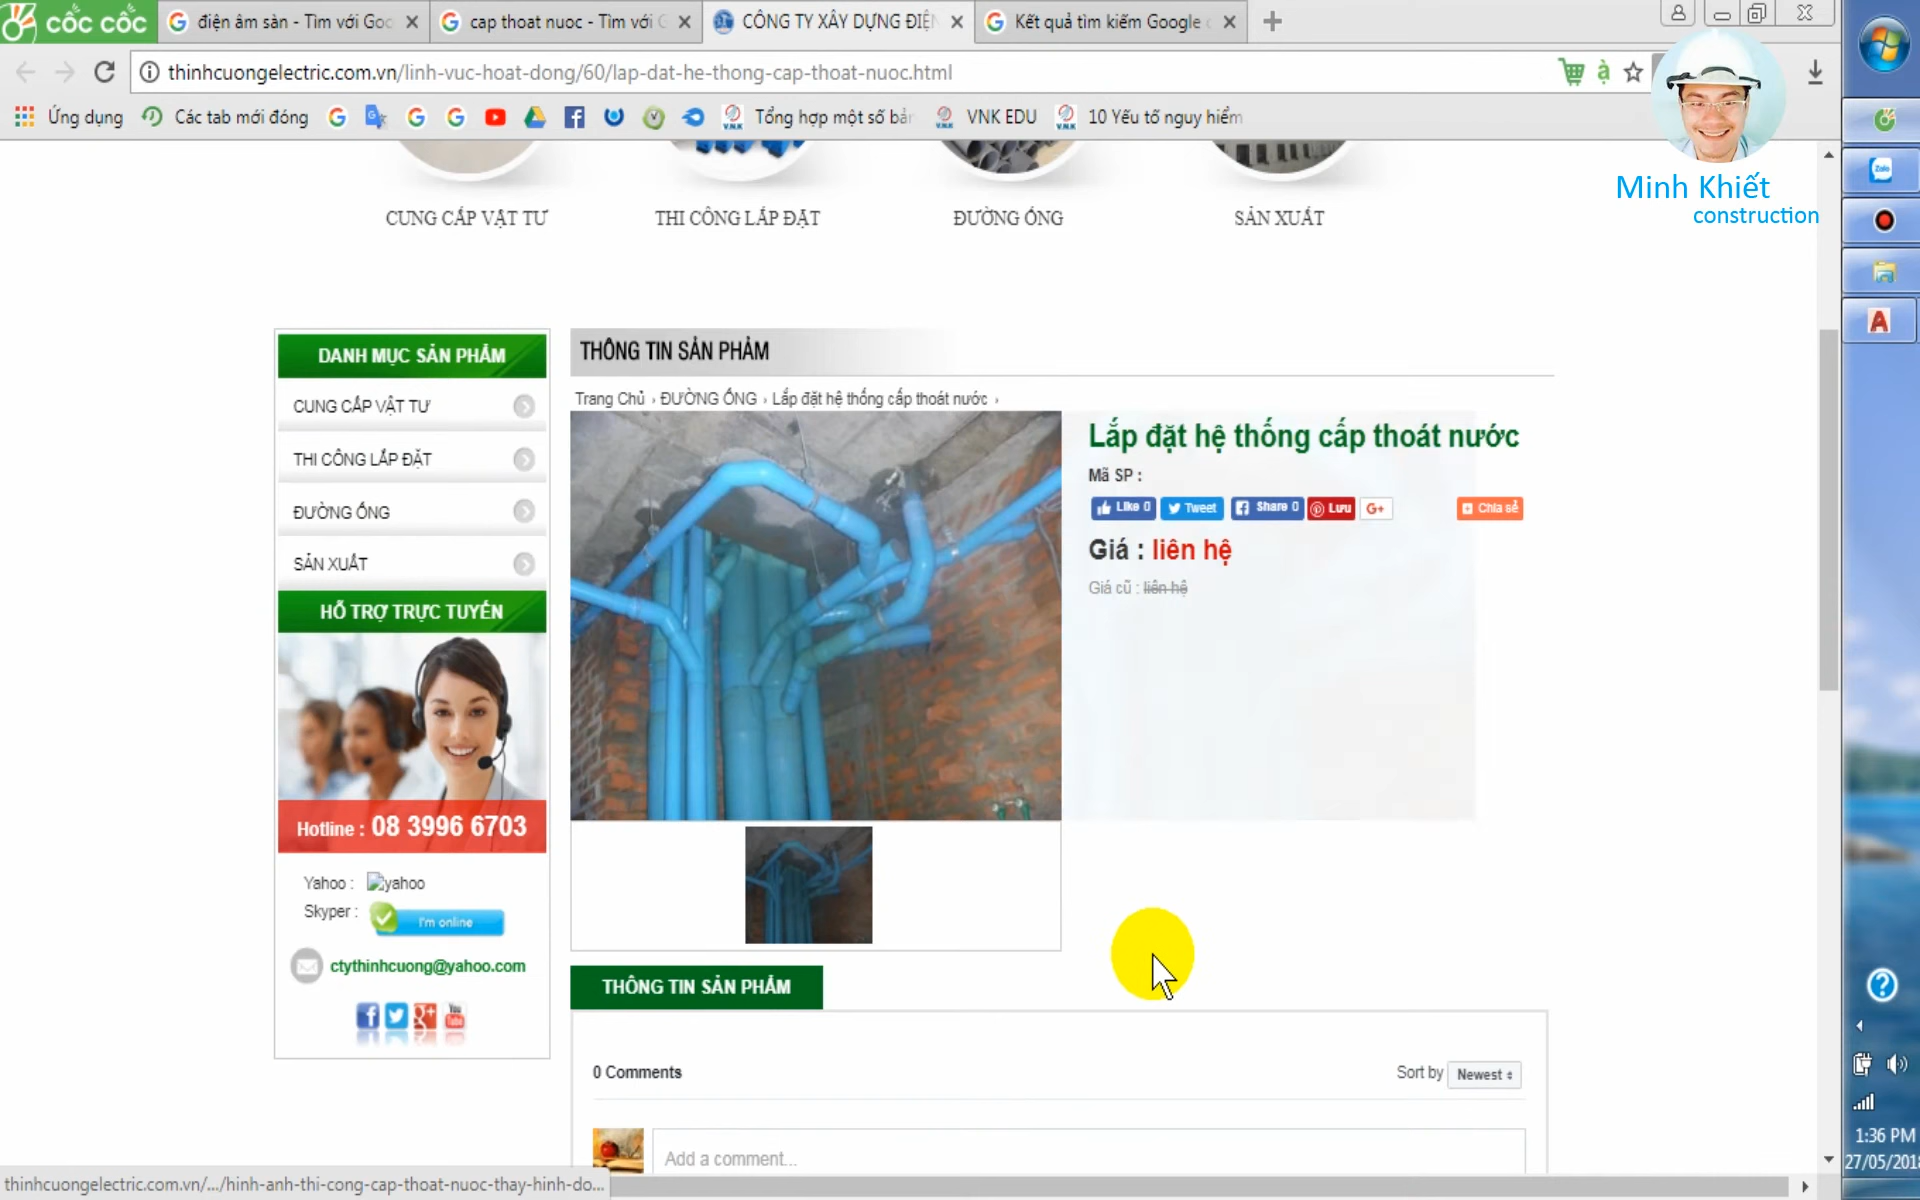 cốc cốc
điện âm sàn - Tìm với Goo
cap thoat nuoc - Tìm với G
CÔNG TY XÂY DỰNG ĐIỆN
Kết quả tìm kiếm Google
thinhcuongelectric.com.vn/linh-vuc-hoat-dong/60/lap-dat-he-thong-cap-thoat-nuoc.html
Ứng dụng
Các tab mới đóng
Tổng hợp một số bản
VNK EDU
10 Yếu tố nguy hiểm
Minh Khiết
construction
CUNG CẤP VẬT TƯ
THI CÔNG LẮP ĐẶT
ĐƯỜNG ỐNG
SẢN XUẤT
DANH MỤC SẢN PHẨM
CUNG CẤP VẬT TƯ
THI CÔNG LẮP ĐẶT
ĐƯỜNG ỐNG
SẢN XUẤT
HỖ TRỢ TRỰC TUYẾN
Hotline : 08 3996 6703
Yahoo : yahoo
Skyper : I'm online
ctythinhcuong@yahoo.com
THÔNG TIN SẢN PHẨM
Trang Chủ › ĐƯỜNG ỐNG › Lắp đặt hệ thống cấp thoát nước ›
Lắp đặt hệ thống cấp thoát nước
Mã SP :
Like 0
Tweet
Share 0
Lưu
G+
Chia sẻ
Giá : liên hệ
Giá cũ : liên hệ
THÔNG TIN SẢN PHẨM
0 Comments
Sort by Newest
Add a comment...
thinhcuongelectric.com.vn/.../hinh-anh-thi-cong-cap-thoat-nuoc-thay-hinh-do...
Zalo
You
Tube
1:36 PM
27/05/2018